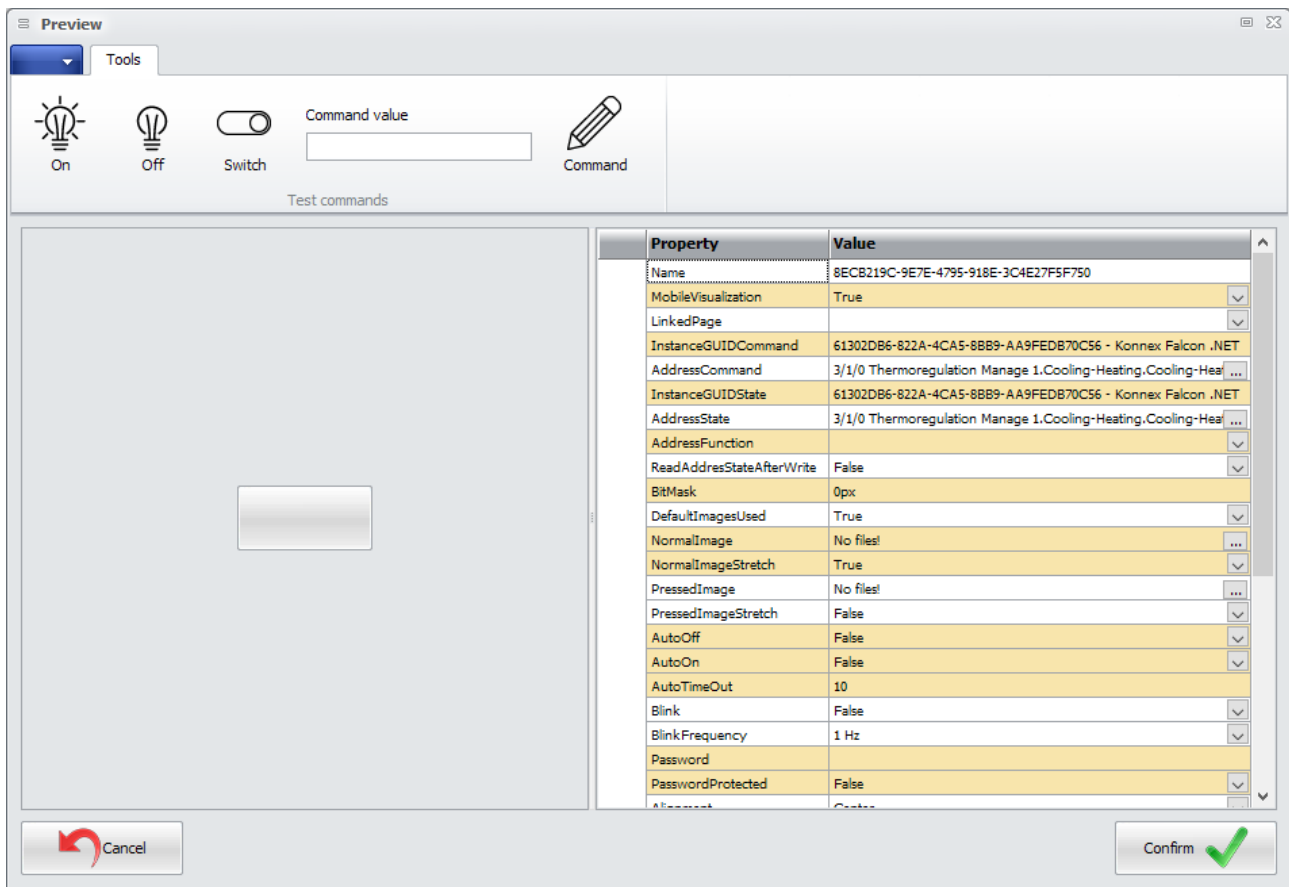 Preview
Tools
Command value
On Off Switch Command
Test commands
Property Value
Name 8ECB219C-9E7E-4795-918E-3C4E27F5F750
MobileVisualization True
LinkedPage
InstanceGUIDCommand 61302DB6-822A-4CA5-8BB9-AA9FEDB70C56 - Konnex Falcon .NET
AddressCommand 3/1/0 Thermoregulation Manage 1.Cooling-Heating.Cooling-Heat ...
InstanceGUIDState 61302DB6-822A-4CA5-8BB9-AA9FEDB70C56 - Konnex Falcon .NET
AddressState 3/1/0 Thermoregulation Manage 1.Cooling-Heating.Cooling-Heat ...
AddressFunction
ReadAddresStateAfterWrite False
BitMask 0px
DefaultImagesUsed True
NormalImage No files! ...
NormalImageStretch True
PressedImage No files! ...
PressedImageStretch False
AutoOff False
AutoOn False
AutoTimeOut 10
Blink False
BlinkFrequency 1 Hz
Password
PasswordProtected False
Alignment Center
Cancel Confirm